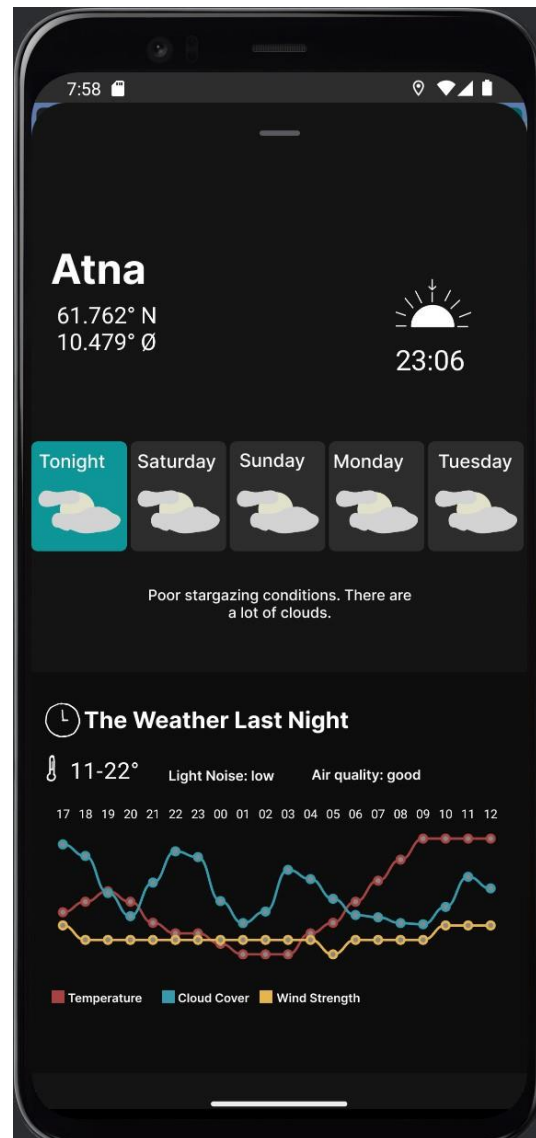 7:58
Atna
61.762° N
10.479° Ø
23:06
Tonight Saturday Sunday Monday Tuesday
Poor stargazing conditions. There are
a lot of clouds.
The Weather Last Night
11-22° Light Noise: low Air quality: good
17 18 19 20 21 22 23 00 01 02 03 04 05 06 07 08 09 10 11 12
Temperature Cloud Cover Wind Strength